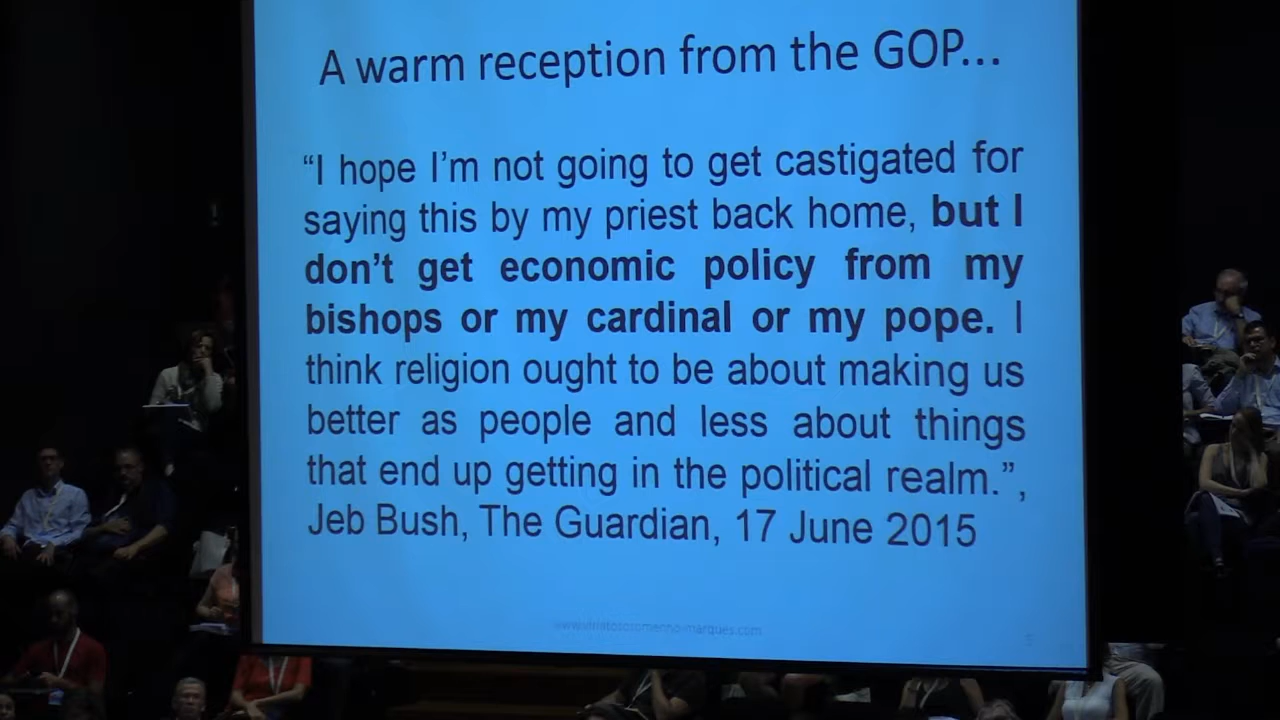 A warm reception from the GOP...
“I hope I’m not going to get castigated for
saying this by my priest back home, but I
don’t get economic policy from my
bishops or my cardinal or my pope. I
think religion ought to be about making us
better as people and less about things
that end up getting in the political realm.”,
Jeb Bush, The Guardian, 17 June 2015